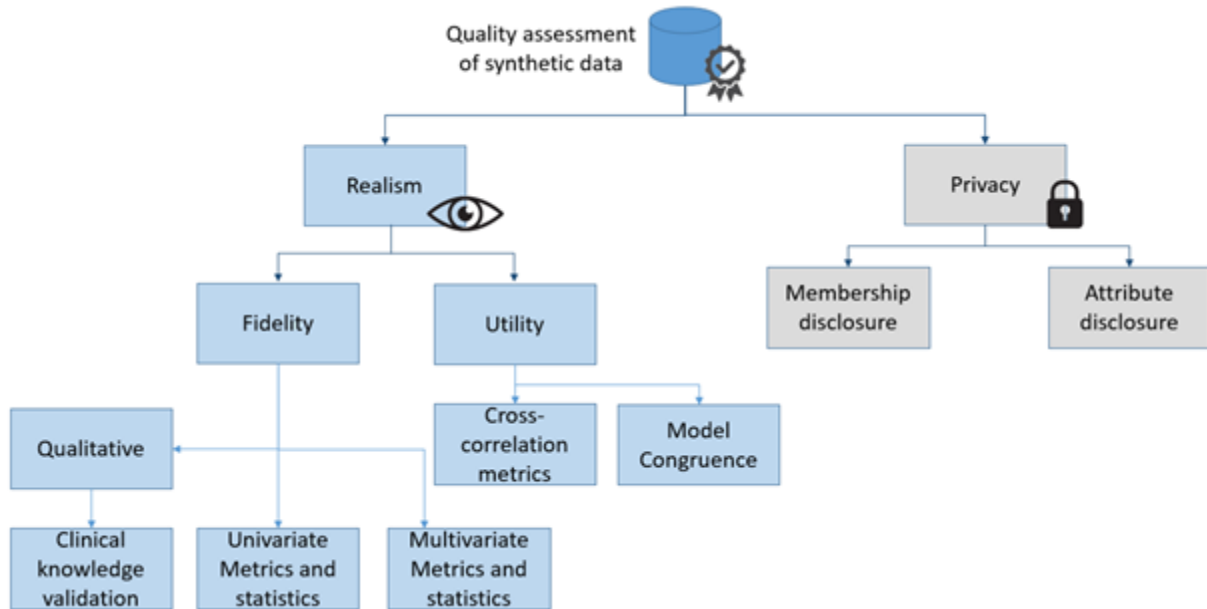 Quality assessment
of synthetic data
Realism
Privacy
Fidelity
Utility
Membership
disclosure
Attribute
disclosure
Qualitative
Cross-
correlation
metrics
Model
Congruence
Clinical
knowledge
validation
Univariate
Metrics and
statistics
Multivariate
Metrics and
statistics